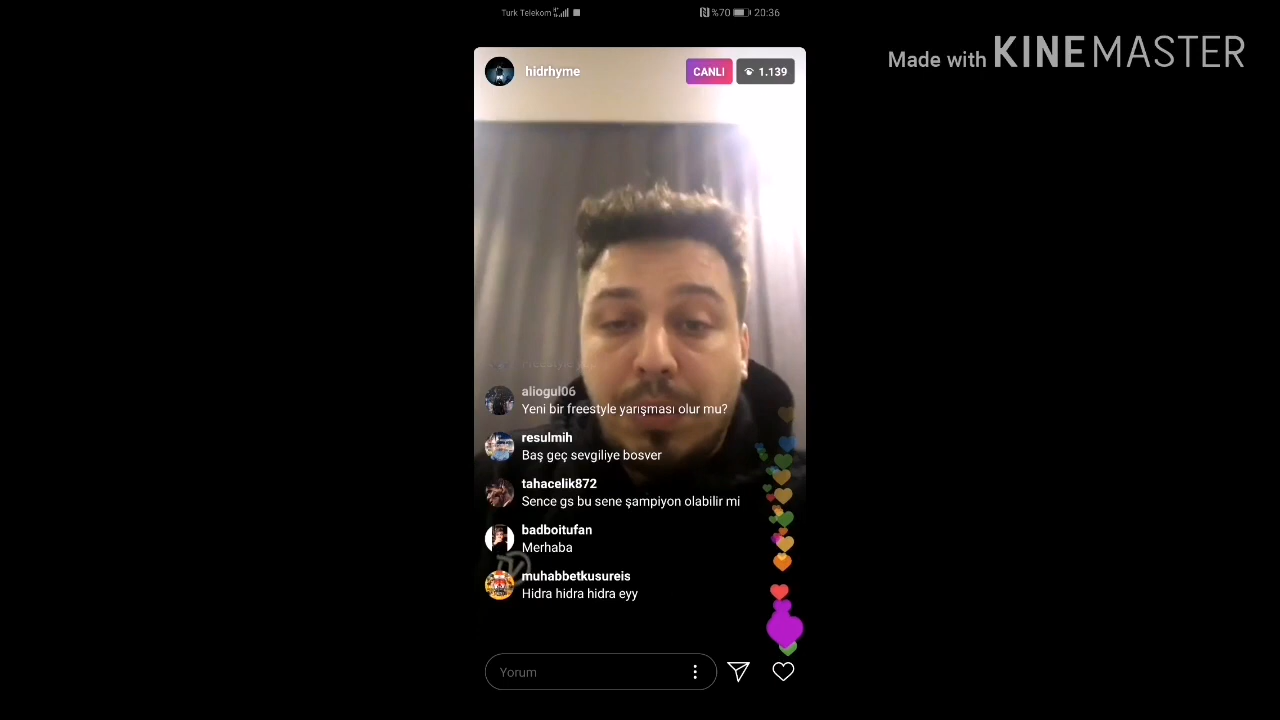 Turk Telekom
%70 20:36
Made with KINEMASTER
hidrhyme
CANLI
1.139
aliogul06
Yeni bir freestyle yarışması olur mu?
resulmih
Baş geç sevgiliye bosver
tahacelik872
Sence gs bu sene şampiyon olabilir mi
badboitufan
Merhaba
muhabbetkusureis
Hidra hidra hidra eyy
Yorum